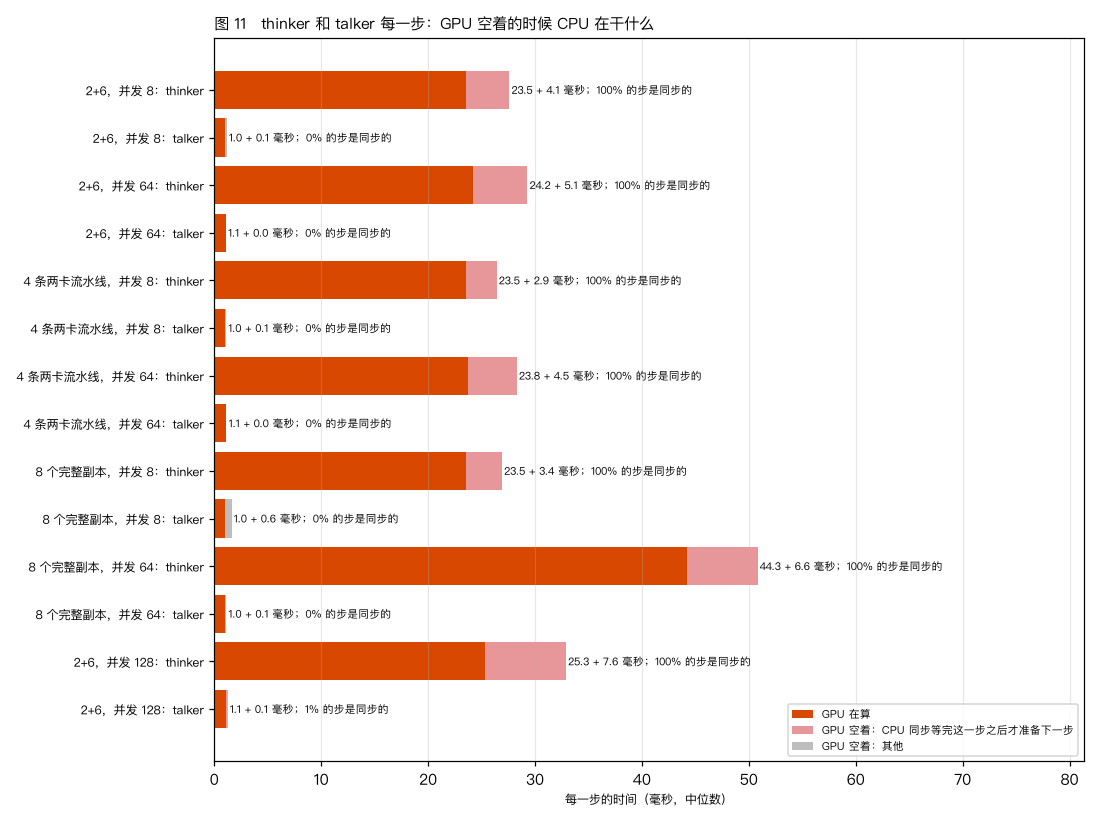 图 11 thinker 和 talker 每一步：GPU 空着的时候 CPU 在干什么
2+6，并发 8：thinker
23.5 + 4.1 毫秒；100% 的步是同步的
2+6，并发 8：talker
1.0 + 0.1 毫秒；0% 的步是同步的
2+6，并发 64：thinker
24.2 + 5.1 毫秒；100% 的步是同步的
2+6，并发 64：talker
1.1 + 0.0 毫秒；0% 的步是同步的
4 条两卡流水线，并发 8：thinker
23.5 + 2.9 毫秒；100% 的步是同步的
4 条两卡流水线，并发 8：talker
1.0 + 0.1 毫秒；0% 的步是同步的
4 条两卡流水线，并发 64：thinker
23.8 + 4.5 毫秒；100% 的步是同步的
4 条两卡流水线，并发 64：talker
1.1 + 0.0 毫秒；0% 的步是同步的
8 个完整副本，并发 8：thinker
23.5 + 3.4 毫秒；100% 的步是同步的
8 个完整副本，并发 8：talker
1.0 + 0.6 毫秒；0% 的步是同步的
8 个完整副本，并发 64：thinker
44.3 + 6.6 毫秒；100% 的步是同步的
8 个完整副本，并发 64：talker
1.0 + 0.1 毫秒；0% 的步是同步的
2+6，并发 128：thinker
25.3 + 7.6 毫秒；100% 的步是同步的
2+6，并发 128：talker
1.1 + 0.1 毫秒；1% 的步是同步的
GPU 在算
GPU 空着：CPU 同步等完这一步之后才准备下一步
GPU 空着：其他
0 10 20 30 40 50 60 70 80
每一步的时间（毫秒，中位数）